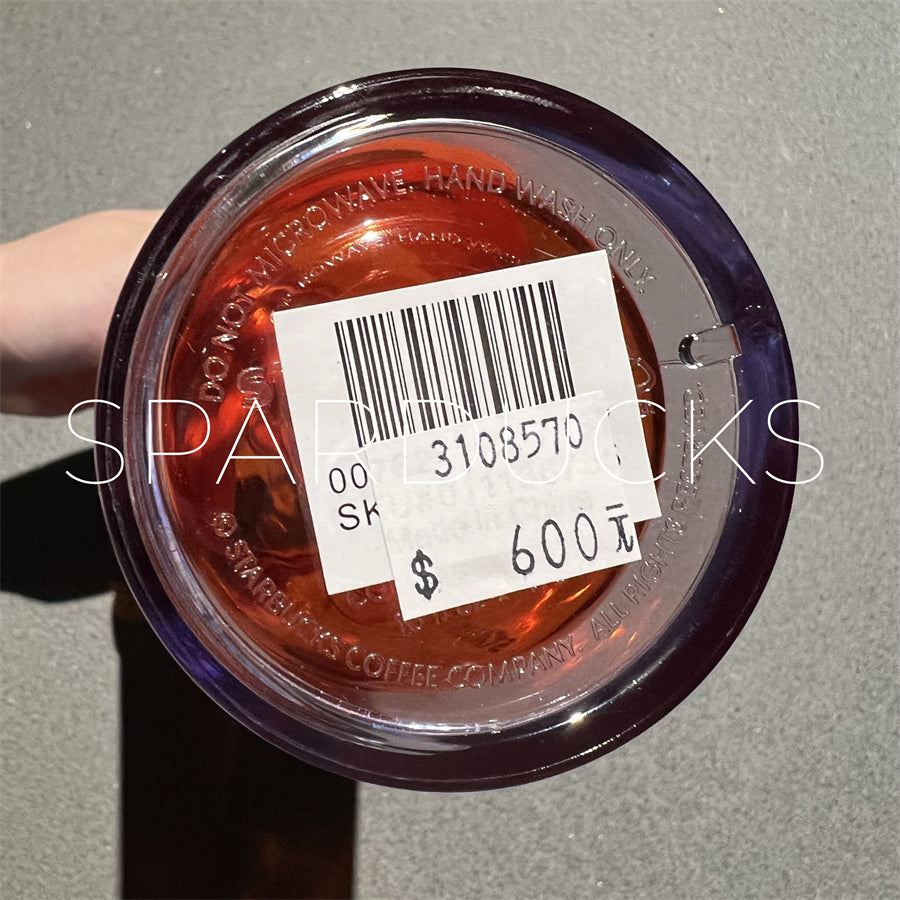 DO NOT MICROWAVE. HAND WASH ONLY.
3108570
00
SK
$ 600元
SPARDUCKS
© STARBUCKS COFFEE COMPANY. ALL RIGHTS RESERVED.